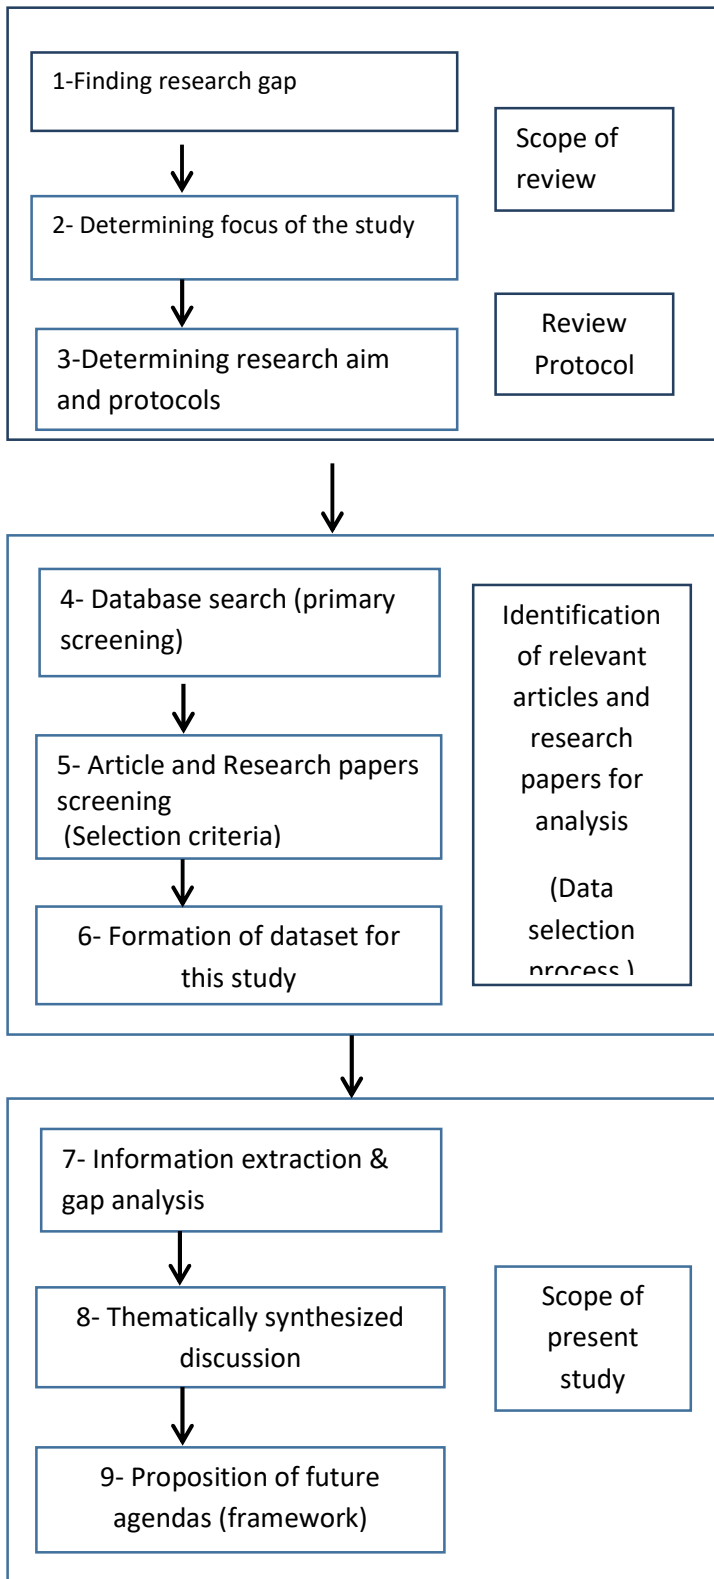 1-Finding research gap
Scope of
review
2- Determining focus of the study
Review
Protocol
3-Determining research aim
and protocols
4- Database search (primary
screening)
Identification
of relevant
articles and
research
papers for
analysis
(Data
selection
process )
5- Article and Research papers
screening
(Selection criteria)
6- Formation of dataset for
this study
7- Information extraction &
gap analysis
8- Thematically synthesized
discussion
Scope of
present
study
9- Proposition of future
agendas (framework)